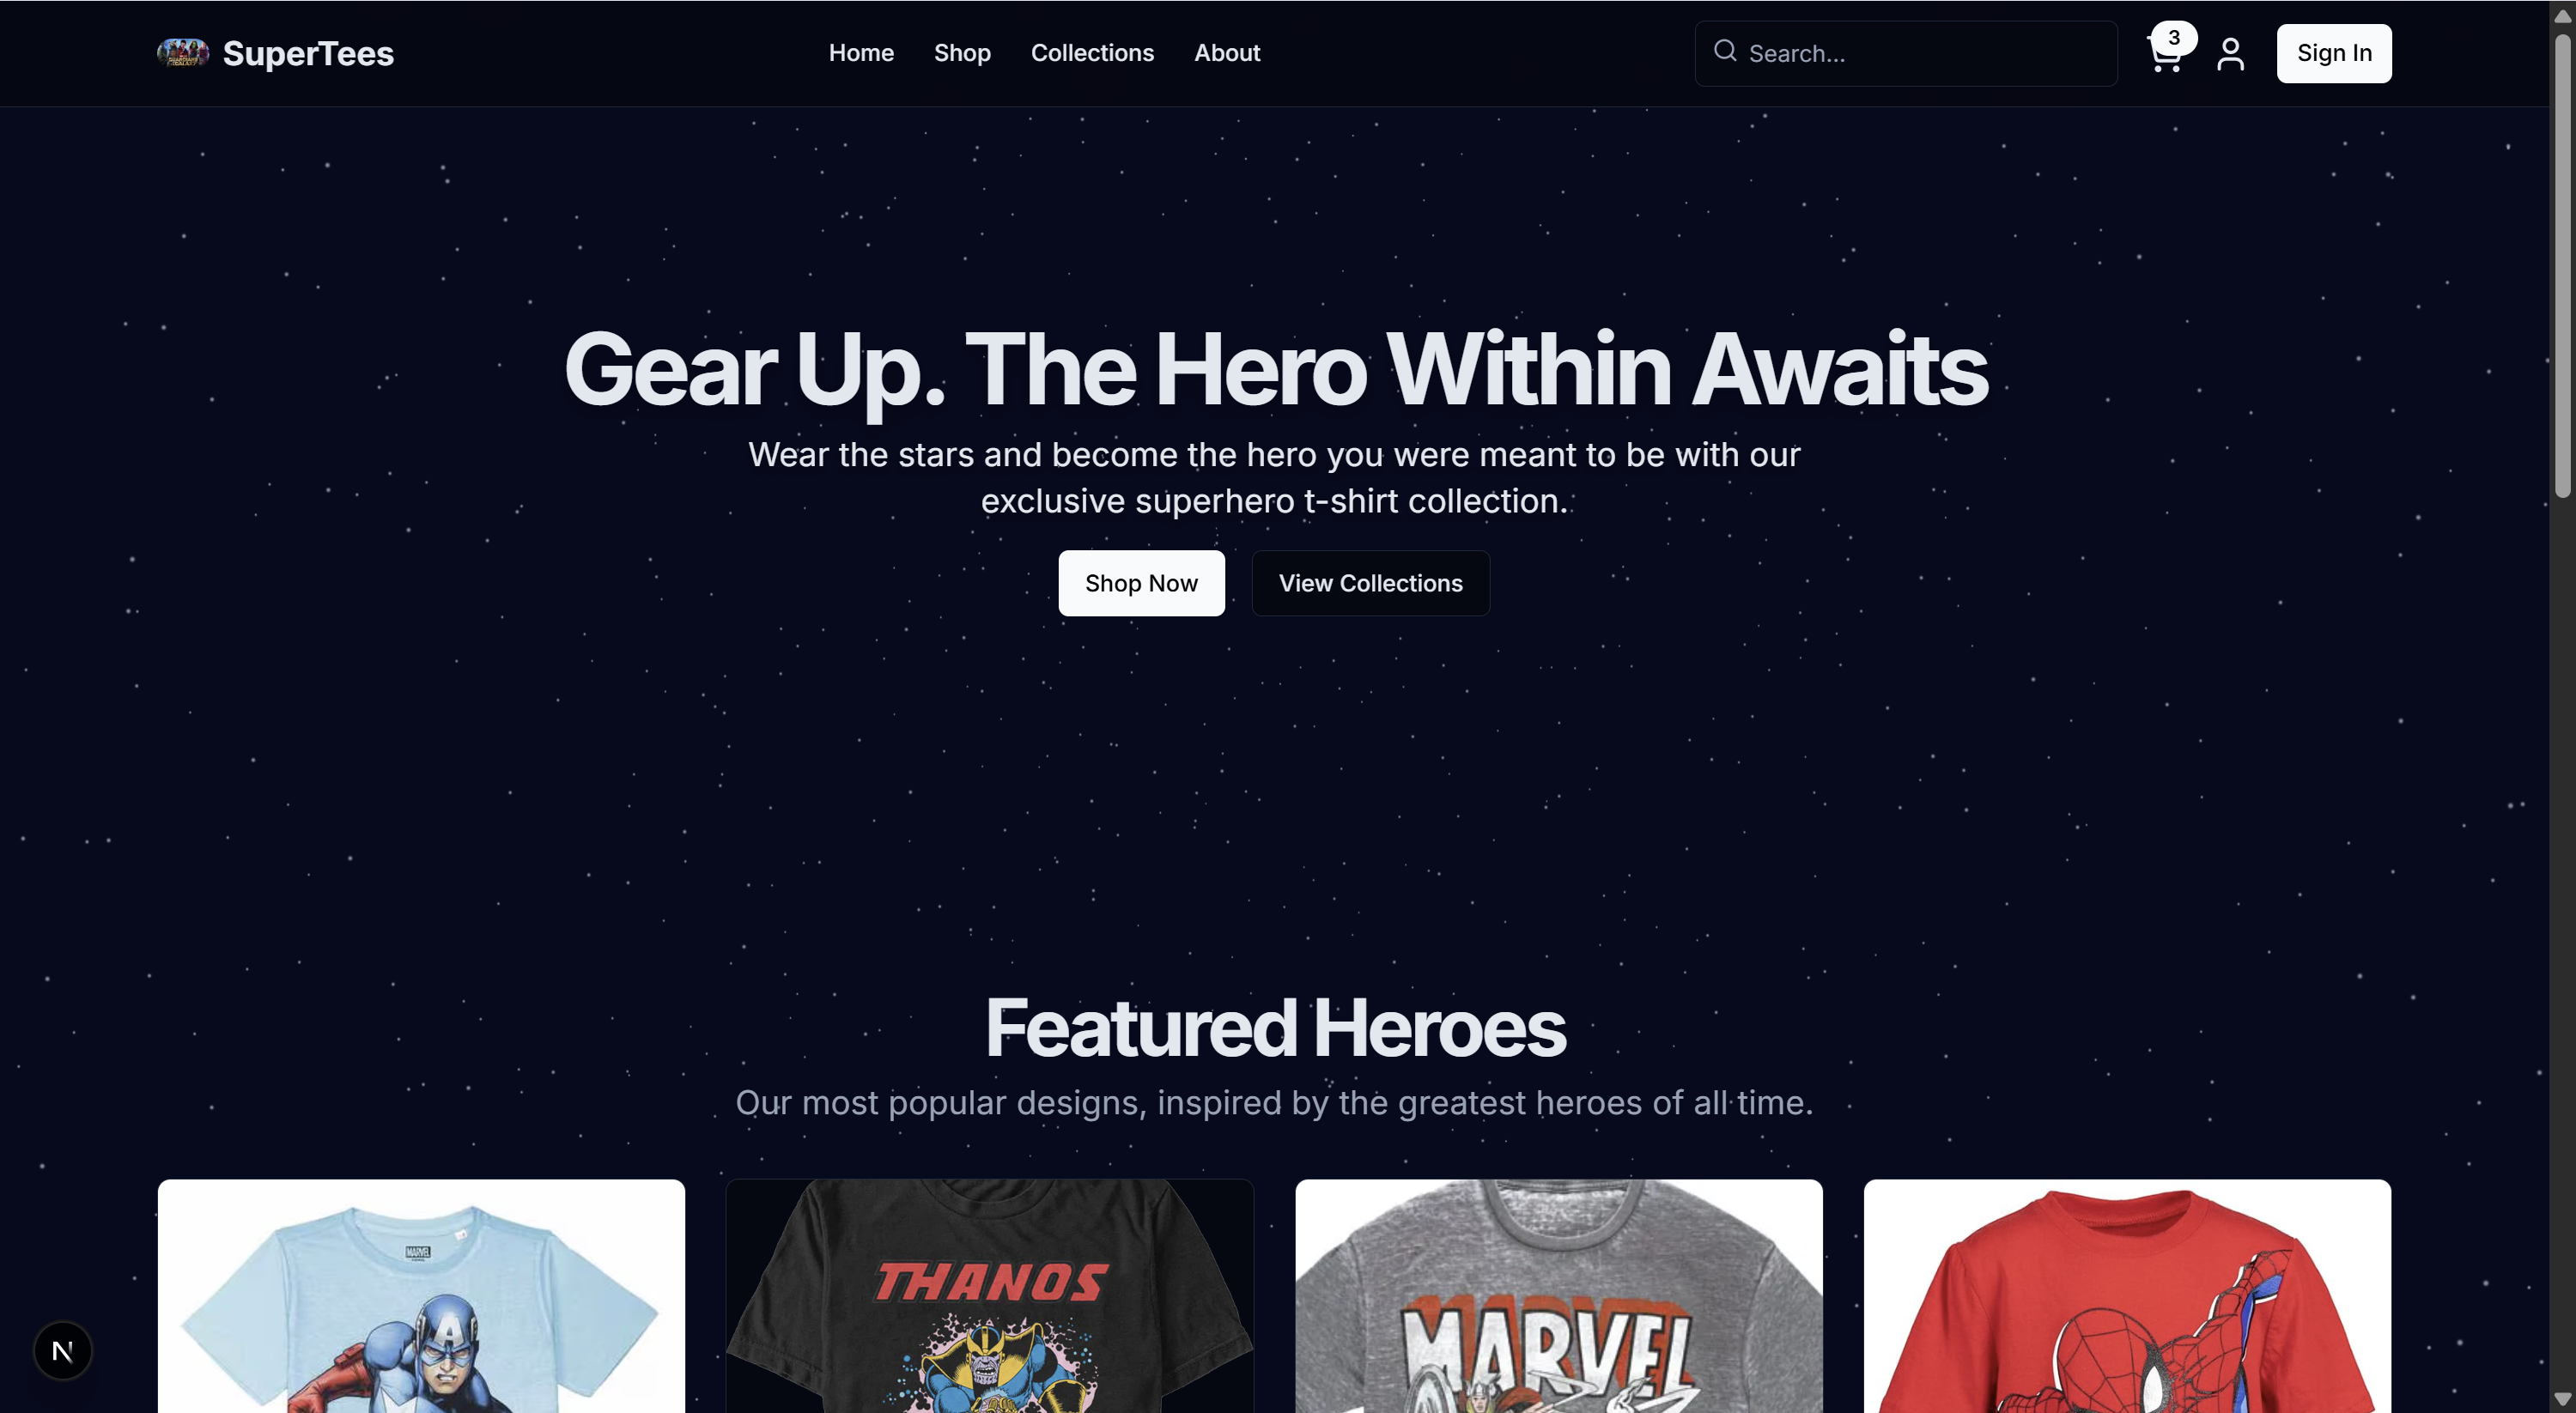 SuperTees
Home Shop Collections About
Search...
3
Sign In
Gear Up. The Hero Within Awaits
Wear the stars and become the hero you were meant to be with our
exclusive superhero t-shirt collection.
Shop Now
View Collections
Featured Heroes
Our most popular designs, inspired by the greatest heroes of all time.
MARVEL
THANOS
MARVEL
A
N